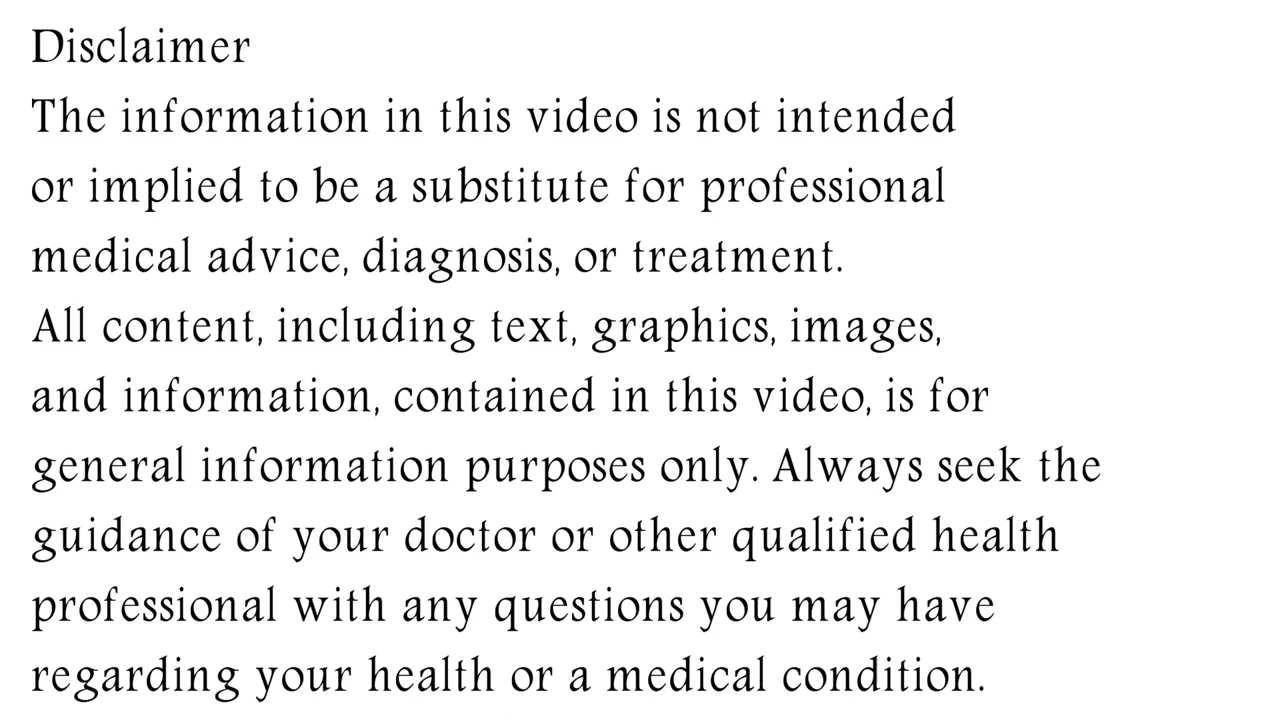 Disclaimer
The information in this video is not intended
or implied to be a substitute for professional
medical advice, diagnosis, or treatment.
All content, including text, graphics, images,
and information, contained in this video, is for
general information purposes only. Always seek the
guidance of your doctor or other qualified health
professional with any questions you may have
regarding your health or a medical condition.